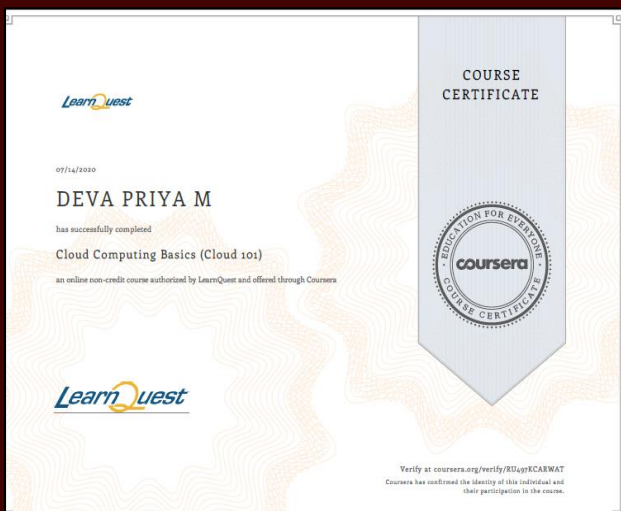 LearnQuest
07/14/2020
DEVA PRIYA M
has successfully completed
Cloud Computing Basics (Cloud 101)
an online non-credit course authorized by LearnQuest and offered through Coursera
LearnQuest
COURSE
CERTIFICATE
EDUCATION FOR EVERYONE
coursera
COURSE CERTIFICATE
Verify at coursera.org/verify/RU497KCARWAT
Coursera has confirmed the identity of this individual and
their participation in the course.